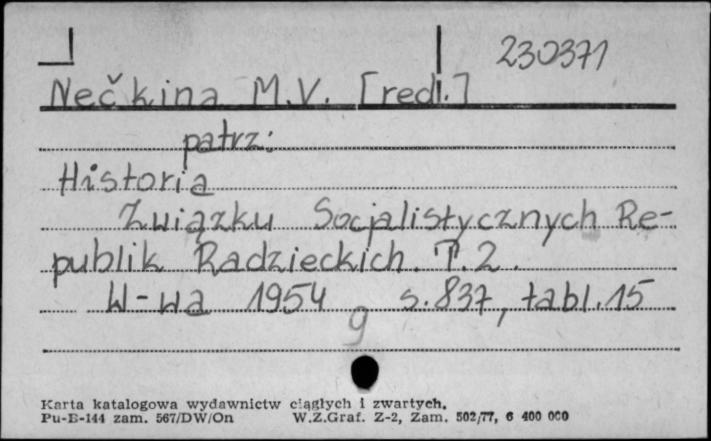 230371
Nečkina M.V. [red.]
patrz:
Historia
Związku Socjalistycznych Re-
publik Radzieckich. T.2.
W-wa 1954 s.837, tabl.15
g
Karta katalogowa wydawnictw ciągłych i zwartych.
Pu-B-144 zam. 567/DW/On W.Z.Graf. Z-2, Zam. 502/77, 6 400 000